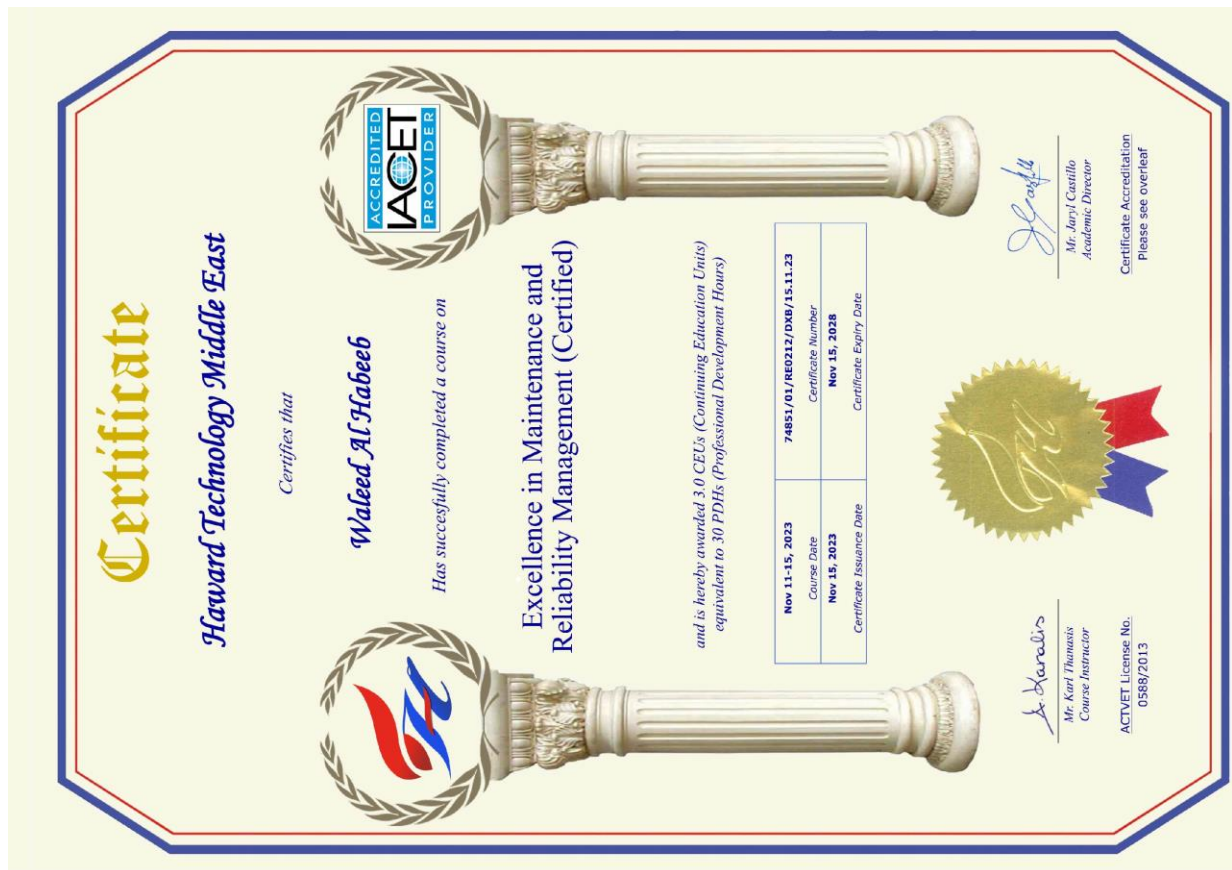 Certificate
Haward Technology Middle East
Certifies that
Waleed Al Habeeb
Has succesfully completed a course on
Excellence in Maintenance and
Reliability Management (Certified)
and is hereby awarded 3.0 CEUs (Continuing Education Units)
equivalent to 30 PDHs (Professional Development Hours)
Nov 11-15, 2023
Course Date
74851/01/RE0212/DXB/15.11.23
Certificate Number
Nov 15, 2023
Certificate Issuance Date
Nov 15, 2028
Certificate Expiry Date
ACCREDITED
IACET
PROVIDER
Mr. Karl Thanasis
Course Instructor
ACTVET License No.
0588/2013
Mr. Jaryl Castillo
Academic Director
Certificate Accreditation
Please see overleaf